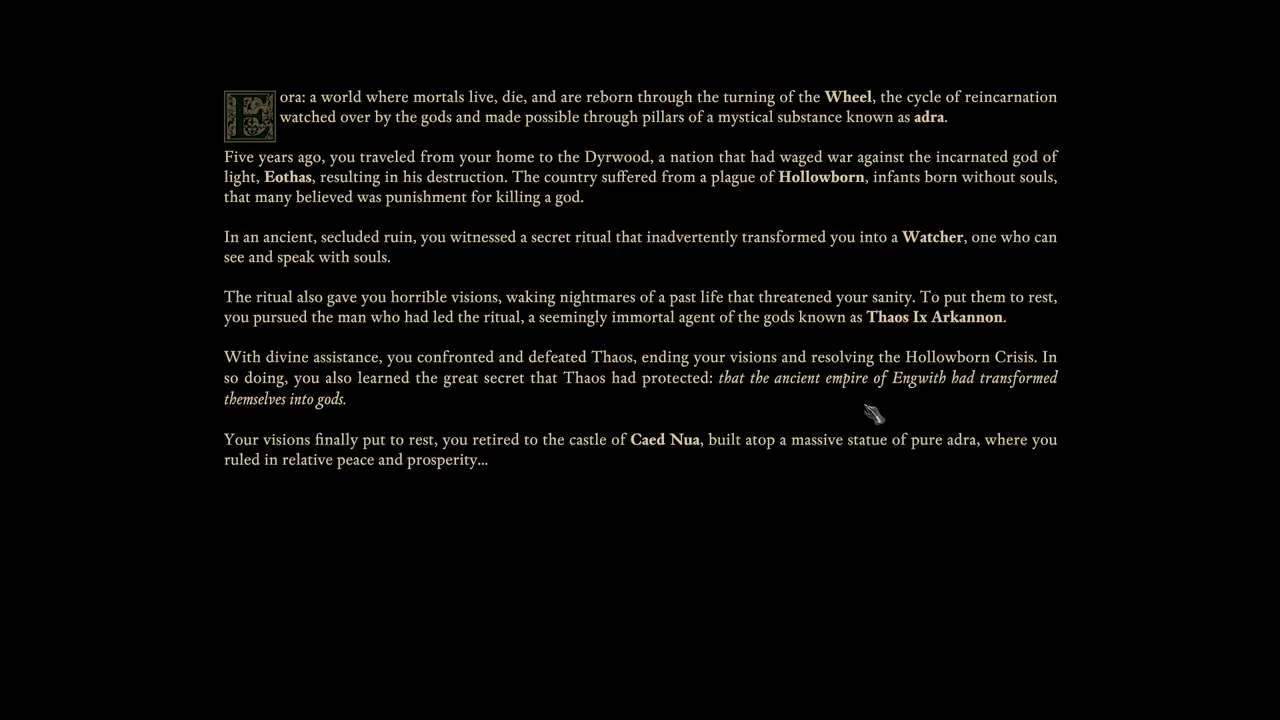 Eora: a world where mortals live, die, and are reborn through the turning of the Wheel, the cycle of reincarnation
watched over by the gods and made possible through pillars of a mystical substance known as adra.
Five years ago, you traveled from your home to the Dyrwood, a nation that had waged war against the incarnated god of
light, Eothas, resulting in his destruction. The country suffered from a plague of Hollowborn, infants born without souls,
that many believed was punishment for killing a god.
In an ancient, secluded ruin, you witnessed a secret ritual that inadvertently transformed you into a Watcher, one who can
see and speak with souls.
The ritual also gave you horrible visions, waking nightmares of a past life that threatened your sanity. To put them to rest,
you pursued the man who had led the ritual, a seemingly immortal agent of the gods known as Thaos Ix Arkannon.
With divine assistance, you confronted and defeated Thaos, ending your visions and resolving the Hollowborn Crisis. In
so doing, you also learned the great secret that Thaos had protected: that the ancient empire of Engwith had transformed
themselves into gods.
Your visions finally put to rest, you retired to the castle of Caed Nua, built atop a massive statue of pure adra, where you
ruled in relative peace and prosperity...